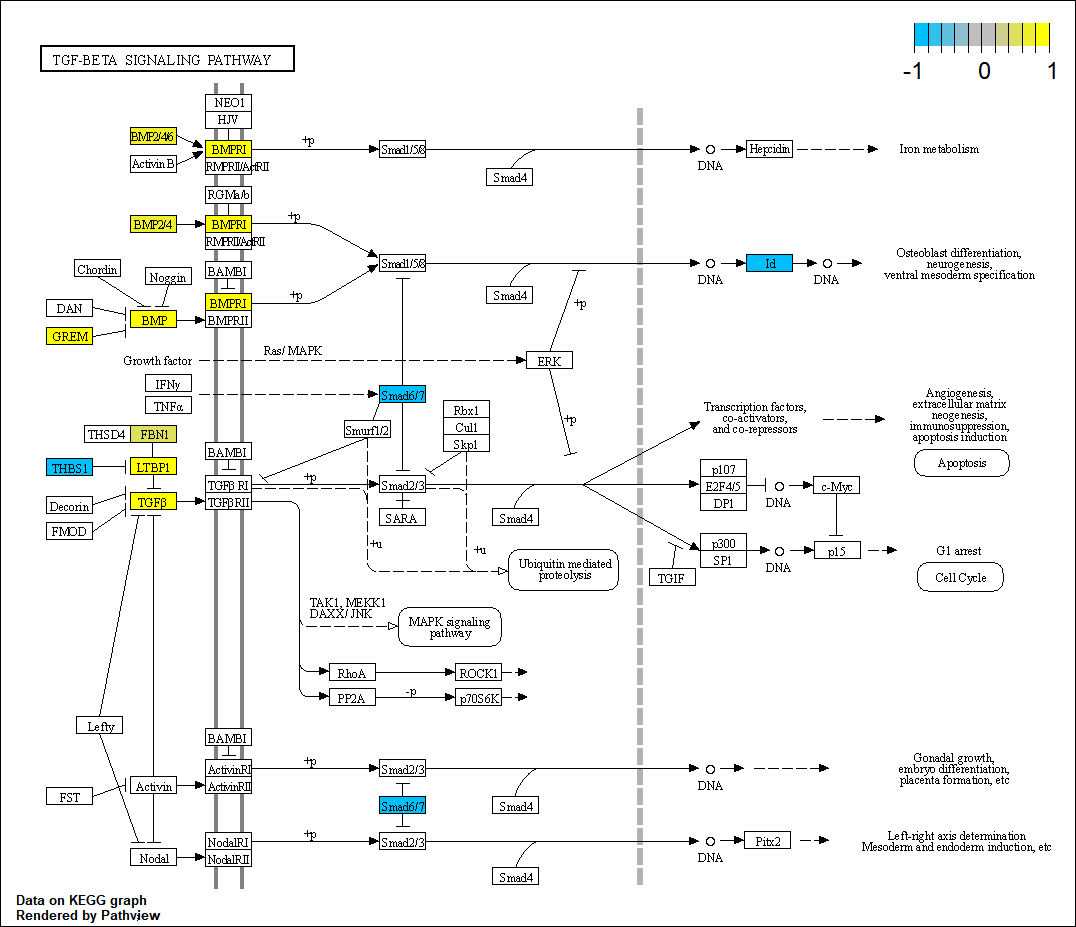 TGF-BETA SIGNALING PATHWAY
-1 0 1
NEO1
HJV
BMP2/4/6
Activin B
BMPRI
RMPRII/ActRII
+p
Smad1/5/8
Smad4
DNA
Hepcidin
Iron metabolism
RGMa/b
BMP2/4
BMPRI
RMPRII/ActRII
+p
Smad1/5/8
Smad4
DNA
Id
DNA
Osteoblast differentiation,
neurogenesis,
ventral mesoderm specification
Chordin
Noggin
BAMBI
DAN
GREM
BMP
BMPRI
BMPRII
+p
+p
Growth factor
Ras/ MAPK
ERK
IFNγ
TNFα
Smad6/7
Smurf1/2
Rbx1
Cul1
Skp1
+p
Transcription factors,
co-activators,
and co-repressors
Angiogenesis,
extracellular matrix
neogenesis,
immunosuppression,
apoptosis induction
Apoptosis
THSD4
FBN1
BAMBI
THBS1
LTBP1
Decorin
FMOD
TGFβ
TGFβ RI
TGFβ RII
+p
Smad2/3
SARA
Smad4
p107
E2F4/5
DP1
DNA
c-Myc
p300
SP1
DNA
p15
TGIF
G1 arrest
Cell Cycle
+u
+u
Ubiquitin mediated
proteolysis
TAK1, MEKK1
DAXX/ JNK
MAPK signaling
pathway
RhoA
ROCK1
PP2A
-p
p70S6K
Lefty
BAMBI
FST
Activin
ActivinRI
ActivinRII
+p
Smad2/3
Smad4
DNA
Gonadal growth,
embryo differentiation,
placenta formation, etc
Smad6/7
Nodal
NodalRI
NodalRII
+p
Smad2/3
Smad4
DNA
Pitx2
Left-right axis determination
Mesoderm and endoderm induction, etc
Data on KEGG graph
Rendered by Pathview